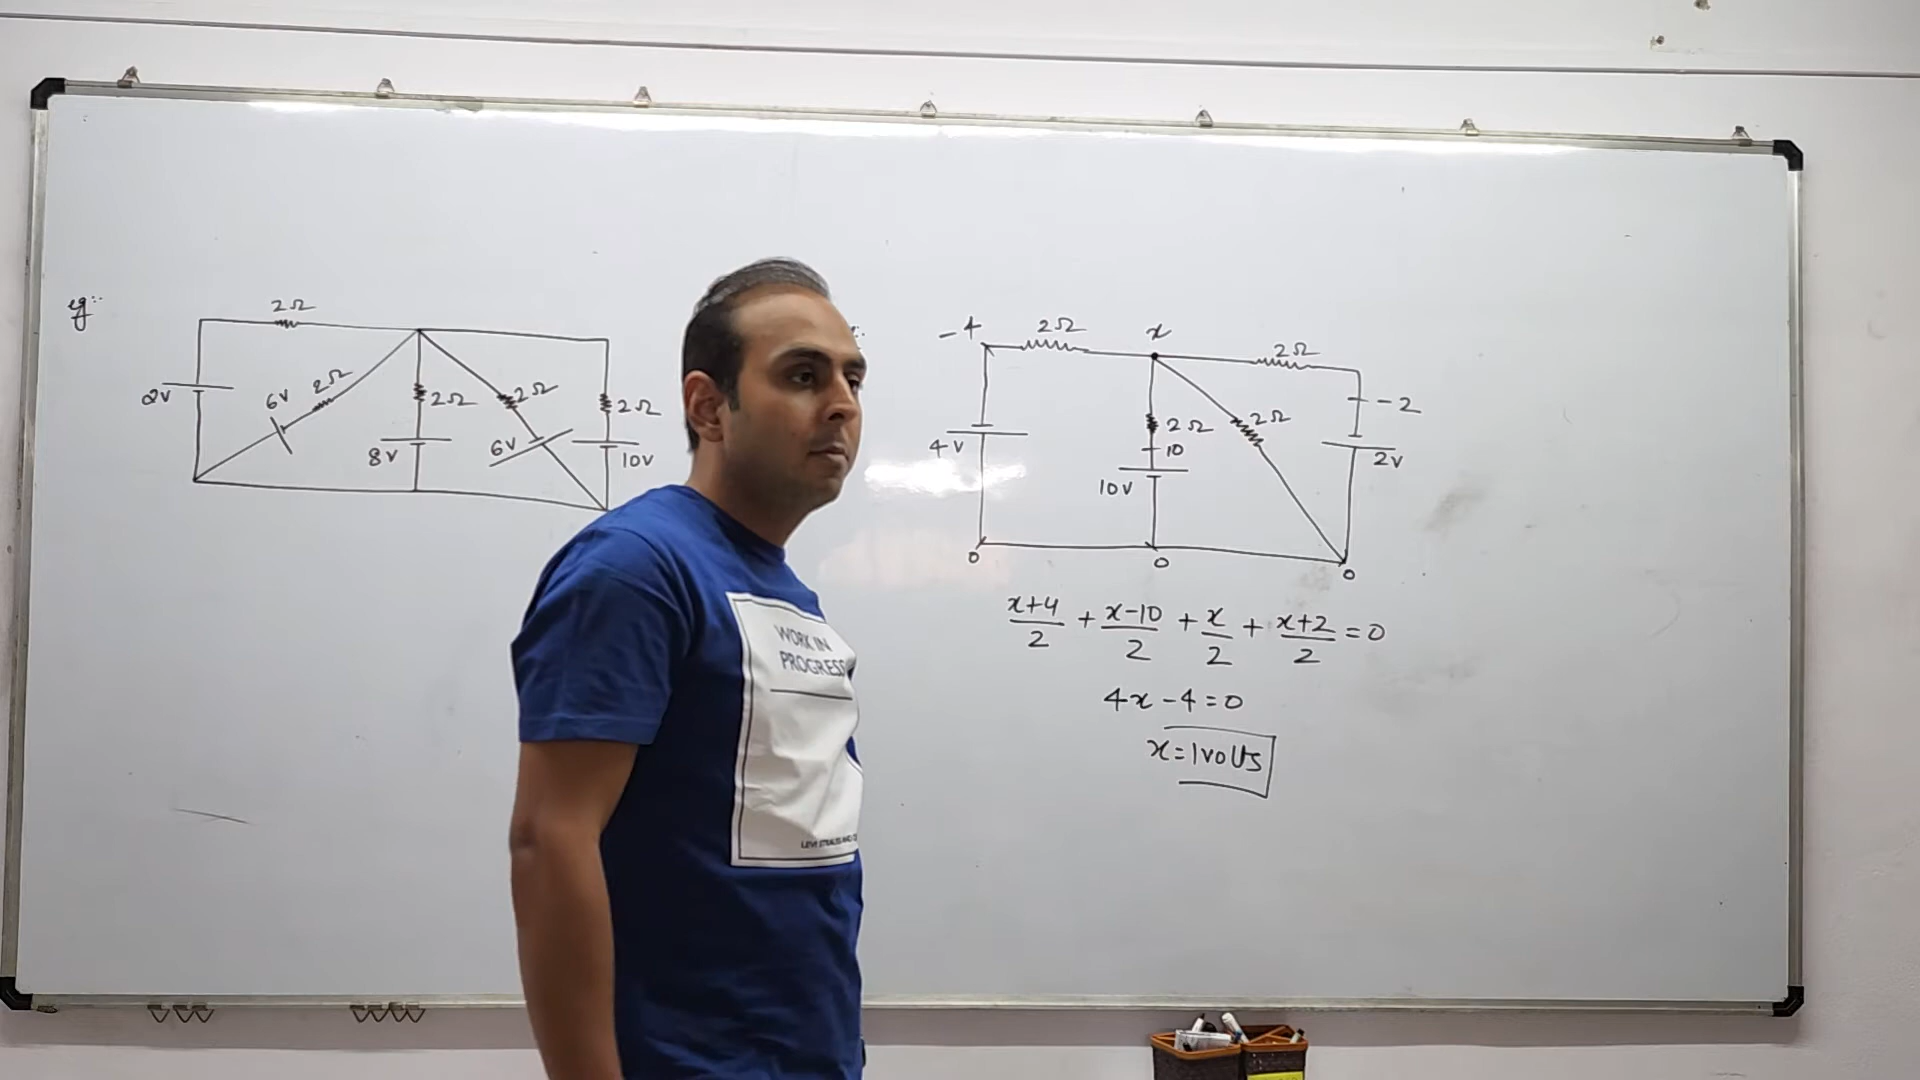 eg:-
2Ω
2V
6V
2Ω
2Ω
8V
2Ω
6V
2Ω
10V
-4
2Ω
x
2Ω
4V
2Ω
10
10V
2Ω
-2
2V
0
0
0
x+4/2 + x-10/2 + x/2 + x+2/2 = 0
4x - 4 = 0
x = 1 volts
WORK IN
PROGRESS